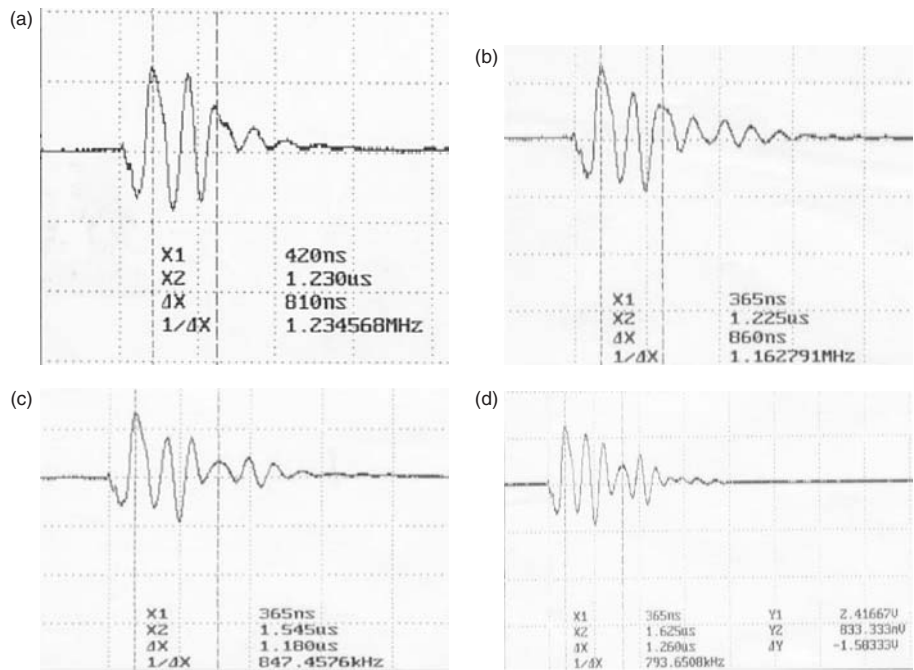 (a)
X1 420ns
X2 1.230us
ΔX 810ns
1/ΔX 1.234568MHz
(b)
X1 365ns
X2 1.225us
ΔX 860ns
1/ΔX 1.162791MHz
(c)
X1 365ns
X2 1.545us
ΔX 1.180us
1/ΔX 847.4576kHz
(d)
X1 365ns Y1 2.41667V
X2 1.625us Y2 833.333mV
ΔX 1.260us ΔY -1.58333V
1/ΔX 793.6508kHz